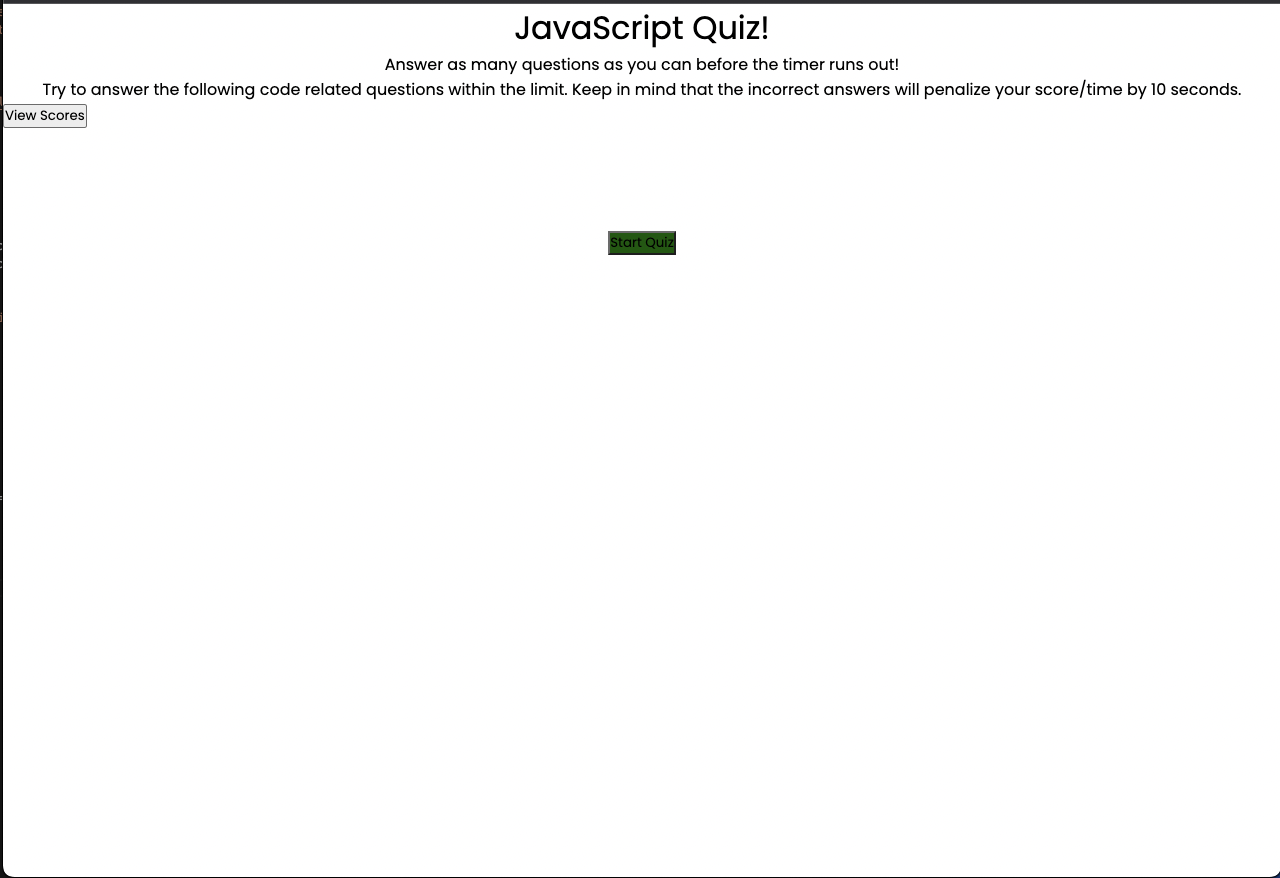 JavaScript Quiz!
Answer as many questions as you can before the timer runs out!
Try to answer the following code related questions within the limit. Keep in mind that the incorrect answers will penalize your score/time by 10 seconds.
View Scores
Start Quiz